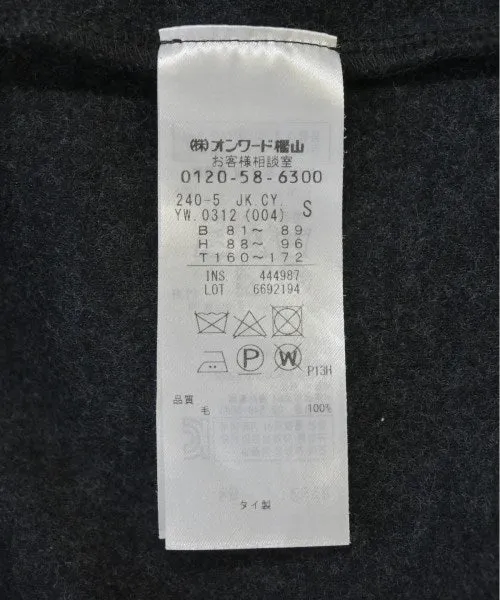 ㈱オンワード樫山
お客様相談室
0120-58-6300
240-5 JK.CY.
YW.0312 (004) S
B 81～ 89
H 88～ 96
T160～172
INS 444987
LOT 6692194
P
W
P13H
品質
毛 100%
タイ製